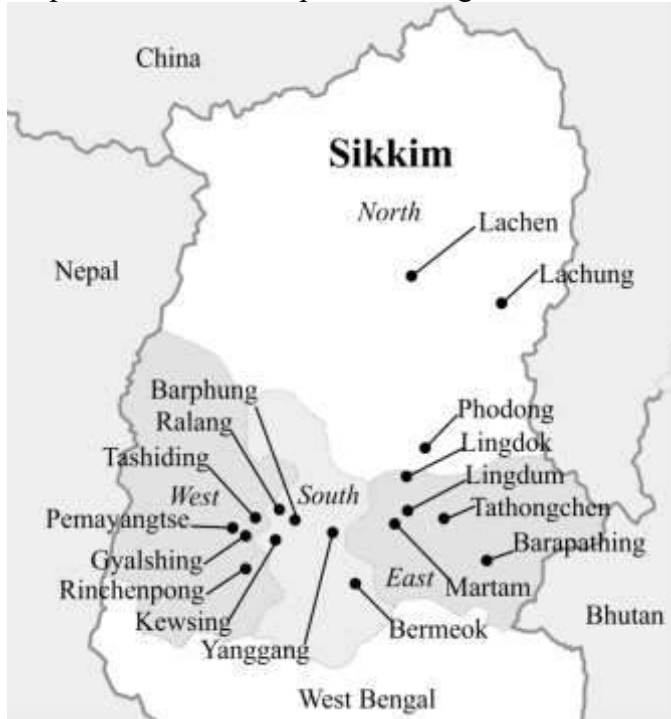 China
Sikkim
North
Lachen
Nepal
Lachung
Barphung
Ralang
Tashiding
West
South
Pemayangtse
Gyalshing
Rinchenpong
Kewsing
Yanggang
Phodong
Lingdok
Lingdum
Tathongchen
Barapathing
East
Martam
Bermeok
Bhutan
West Bengal